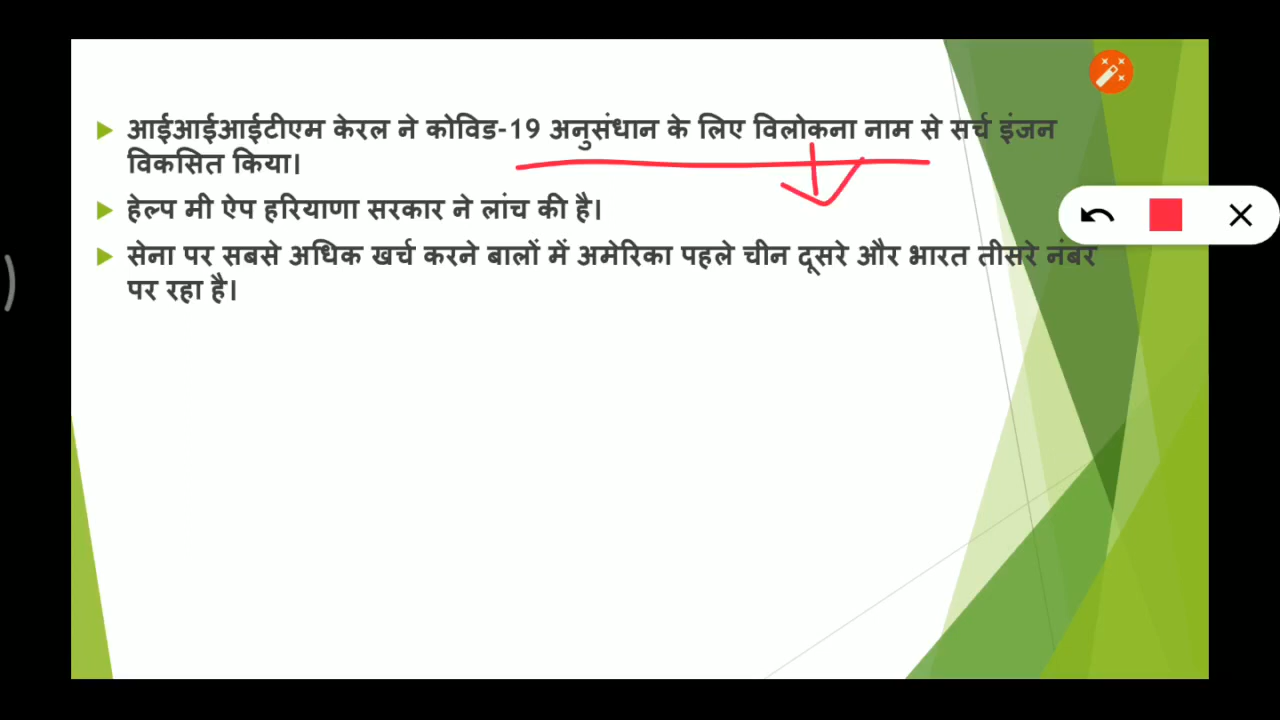 आईआईआईटीएम केरल ने कोविड-19 अनुसंधान के लिए विलोकना नाम से सर्च इंजन
विकसित किया।
हेल्प मी ऐप हरियाणा सरकार ने लांच की है।
सेना पर सबसे अधिक खर्च करने बालों में अमेरिका पहले चीन दूसरे और भारत तीसरे नंबर
पर रहा है।